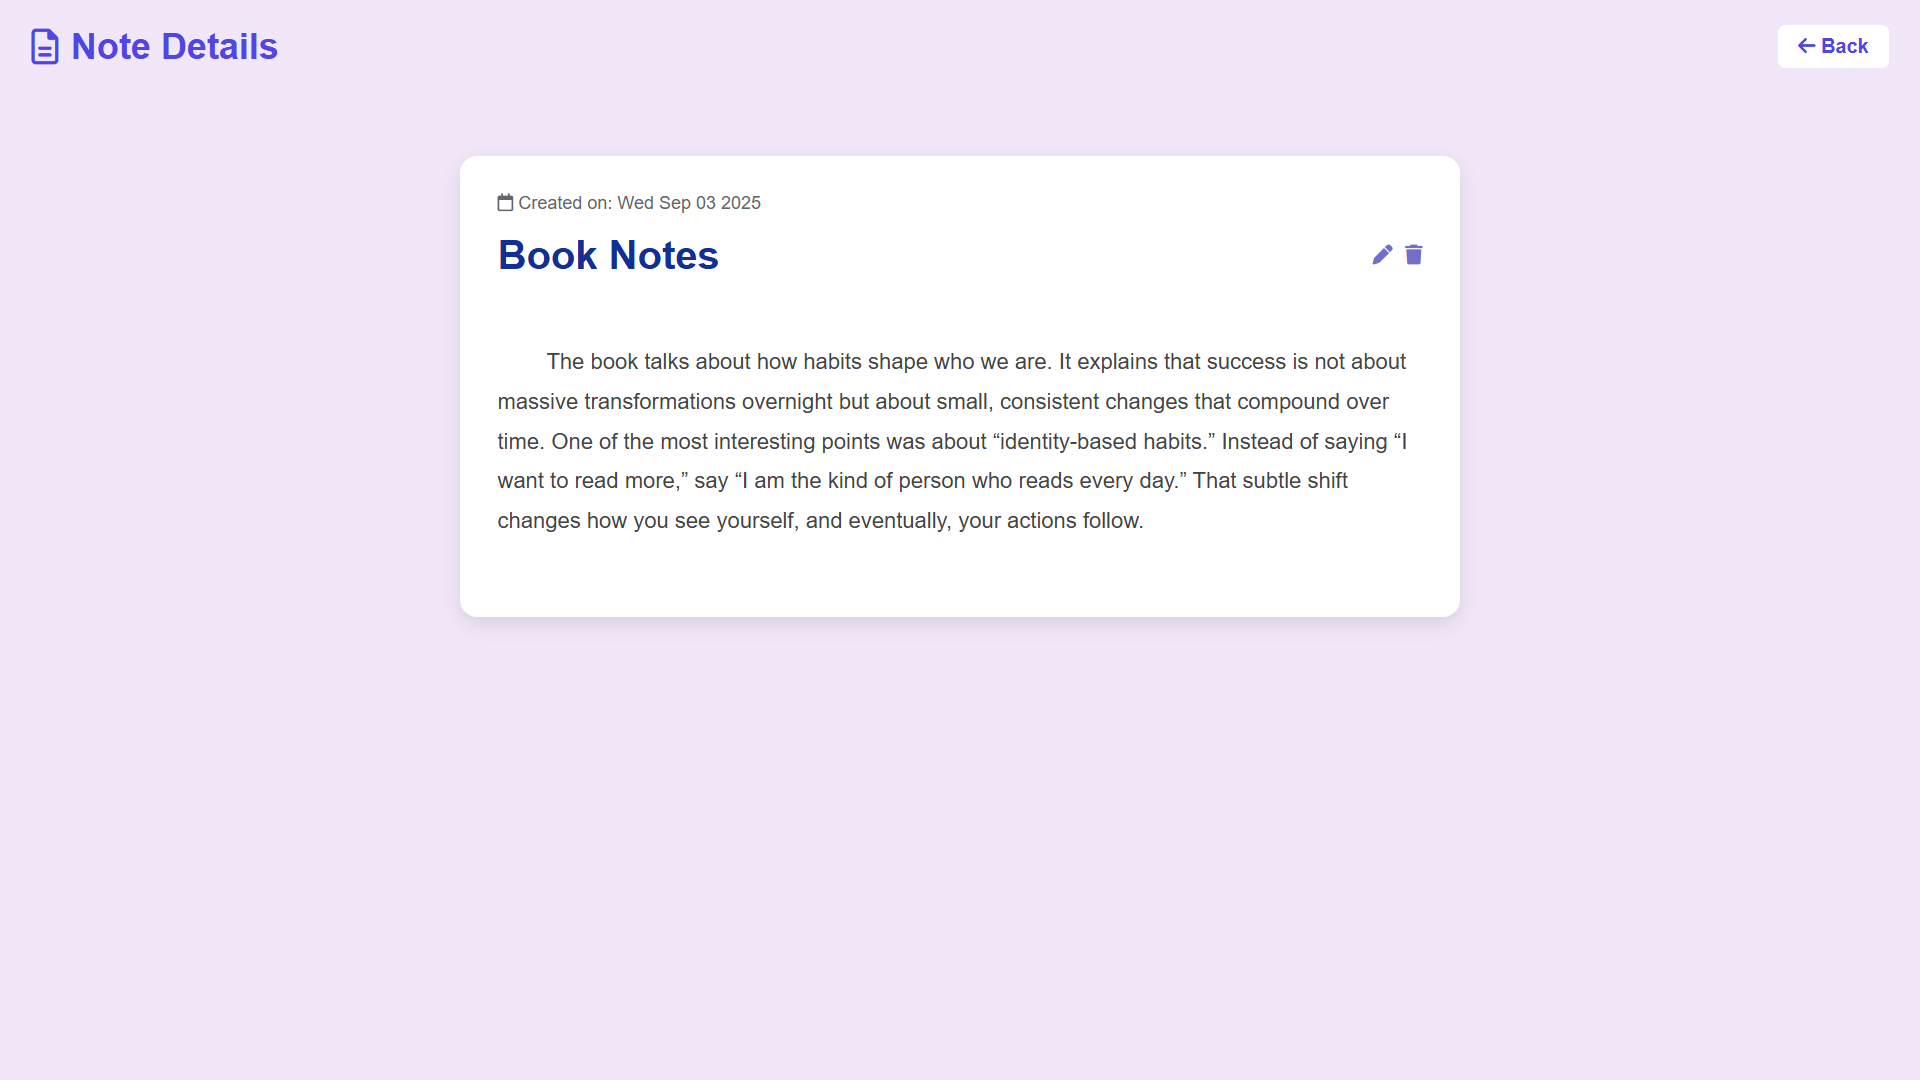 Note Details
Back
Created on: Wed Sep 03 2025
Book Notes
The book talks about how habits shape who we are. It explains that success is not about
massive transformations overnight but about small, consistent changes that compound over
time. One of the most interesting points was about “identity-based habits.” Instead of saying “I
want to read more,” say “I am the kind of person who reads every day.” That subtle shift
changes how you see yourself, and eventually, your actions follow.